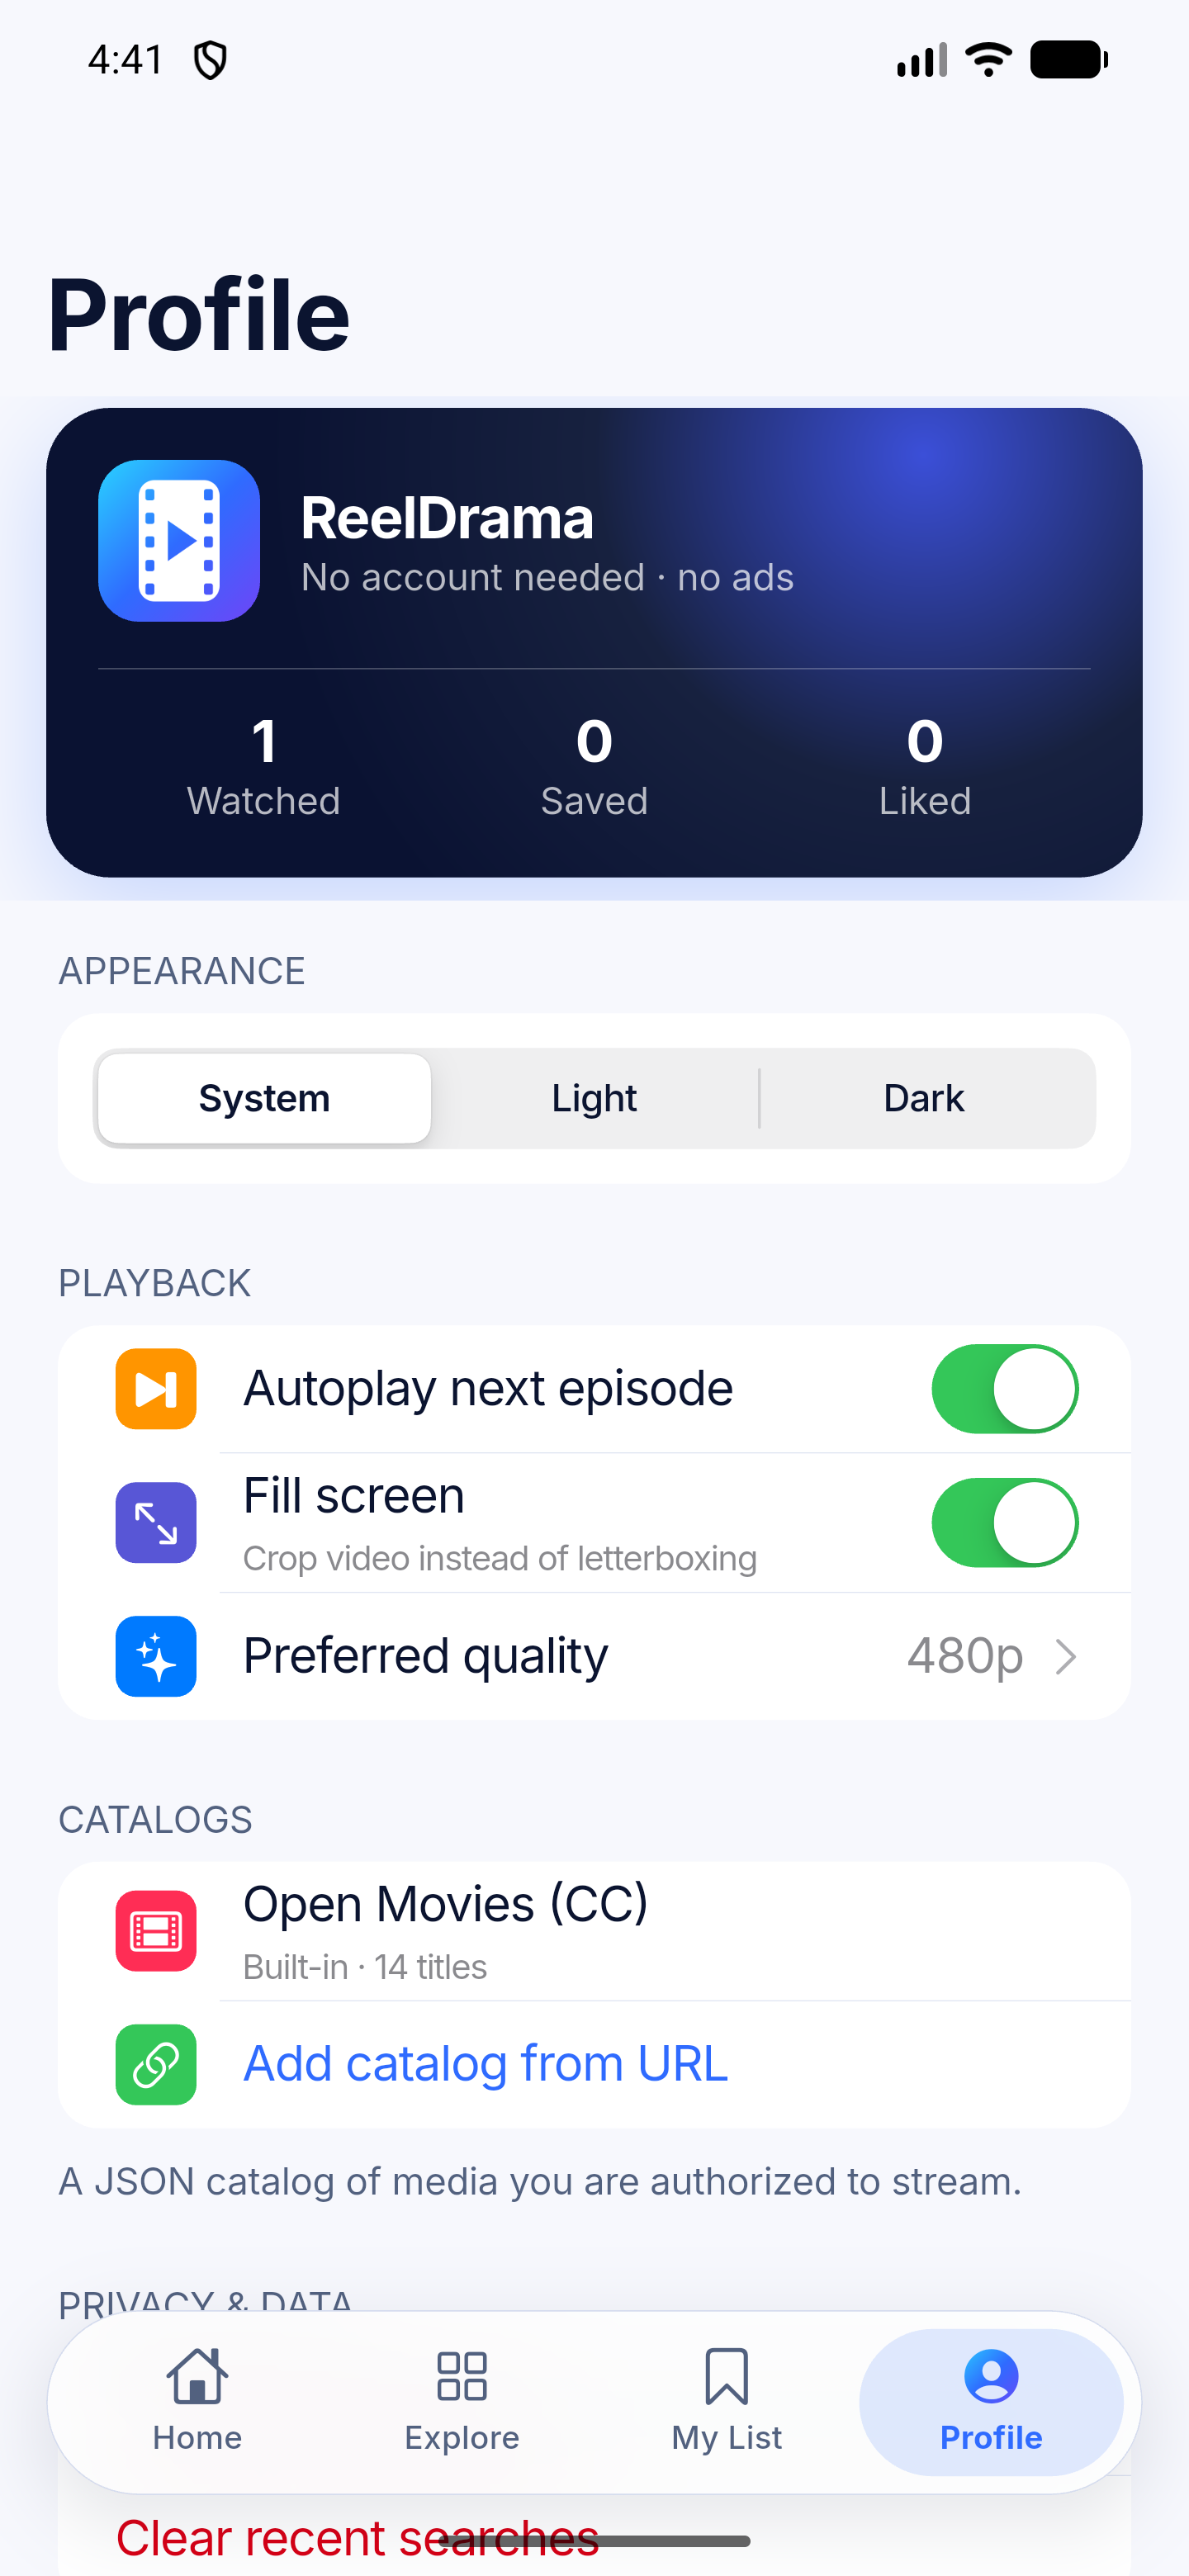 4:41
Profile
ReelDrama
No account needed · no ads
1
Watched
0
Saved
0
Liked
APPEARANCE
System
Light
Dark
PLAYBACK
Autoplay next episode
Fill screen
Crop video instead of letterboxing
Preferred quality
480p
CATALOGS
Open Movies (CC)
Built-in · 14 titles
Add catalog from URL
A JSON catalog of media you are authorized to stream.
PRIVACY & DATA
Home
Explore
My List
Profile
Clear recent searches